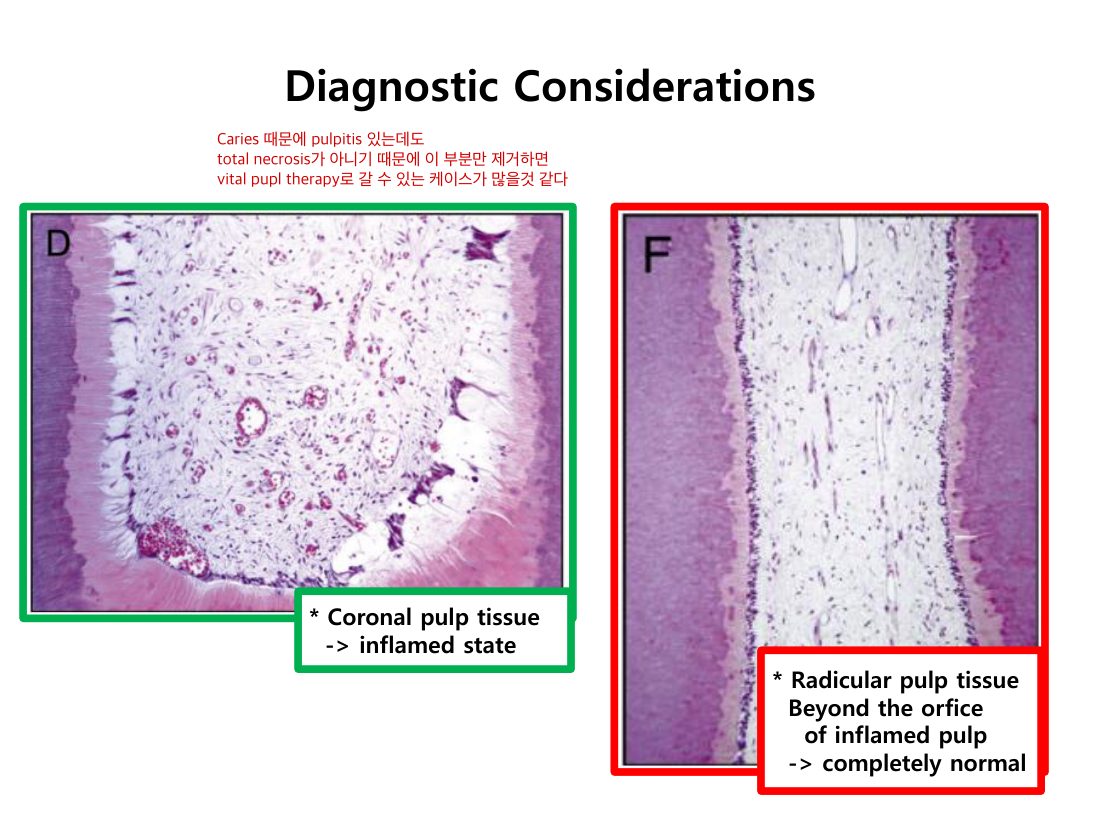 Diagnostic Considerations
Caries 때문에 pulpitis 있는데도
total necrosis가 아니기 때문에 이 부분만 제거하면
vital pupl therapy로 갈 수 있는 케이스가 많을것 같다
D
F
* Coronal pulp tissue
-> inflamed state
* Radicular pulp tissue
Beyond the orfice
of inflamed pulp
-> completely normal